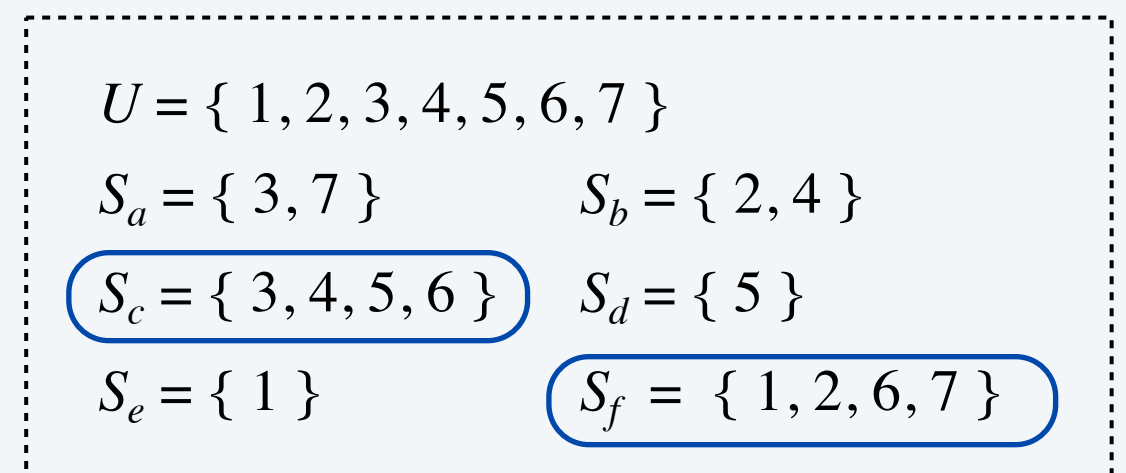 U = { 1, 2, 3, 4, 5, 6, 7 }
S_a = { 3, 7 } S_b = { 2, 4 }
S_c = { 3, 4, 5, 6 } S_d = { 5 }
S_e = { 1 } S_f = { 1, 2, 6, 7 }